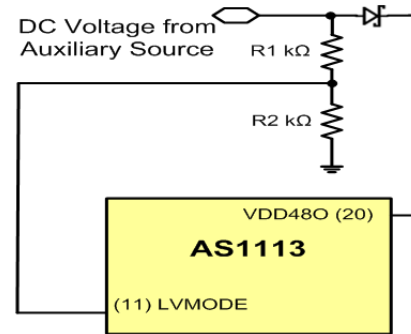 DC Voltage from
Auxiliary Source
R1 kΩ
R2 kΩ
VDD48O (20)
AS1113
(11) LVMODE